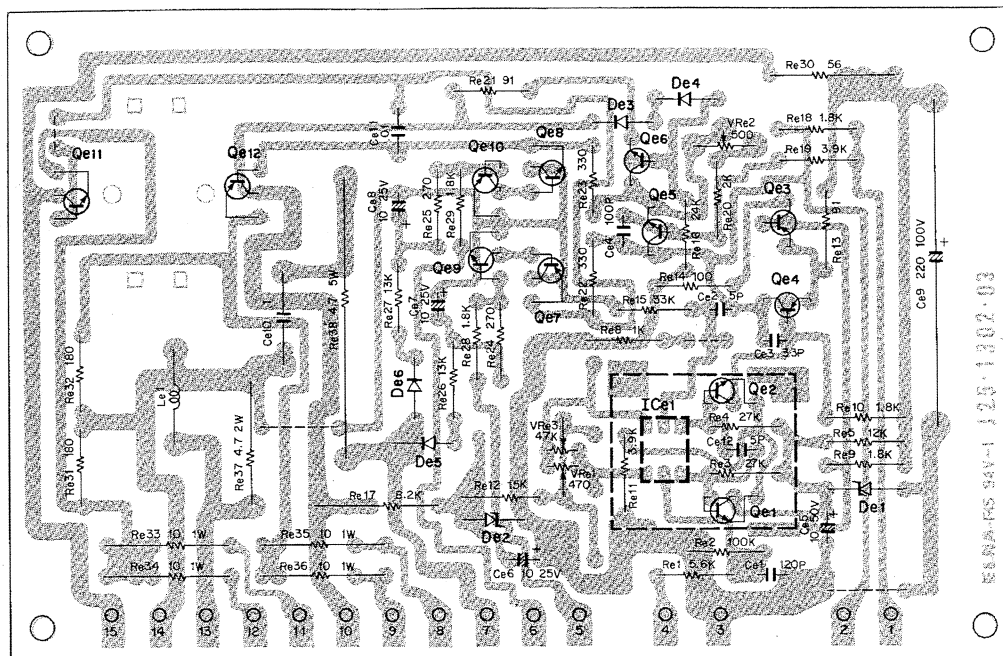 Re30 56
Re21 91
De4
De3
VRe2
500
Re18 1.8K
Re19 3.9K
Ce11
Qe6
Qe8
Qe10
Qe12
Qe11
Qe3
Qe5
Re23 330
Re20 2K
Re16 24K
Re13 91
Ce4 100P
Ce8
10 25V
Re25 270
Re29 1.8K
Ce9 220 100V
+
Qe9
Qe7
Qe4
Re14 100
Re22 330
Re15 33K
Ce2
5P
Re8 1K
Ce3 33P
Ce10
Re38 4.7 5W
Re27 13K
Ce7
10 25V
Re28 1.8K
Re24 270
Re26 13K
De6
De5
Re32 180
Re31 180
Le1
Re37 4.7 2W
ICe1
Qe2
Re4 27K
Ce12 5P
Re3 27K
Qe1
Re11 3.9K
VRe3
47K
VRe1
470
Re10 1.8K
Re5 12K
Re9 1.8K
De1
Re17 8.2K
Re12 15K
De2
Ce5
10 50V
Re33 10 1W
Re35 10 1W
Re34 10 1W
Re36 10 1W
Ce6 10 25V
Re2 100K
Re1 5.6K
Ce1 120P
15 14 13 12 11 10 9 8 7 6 5 4 3 2 1